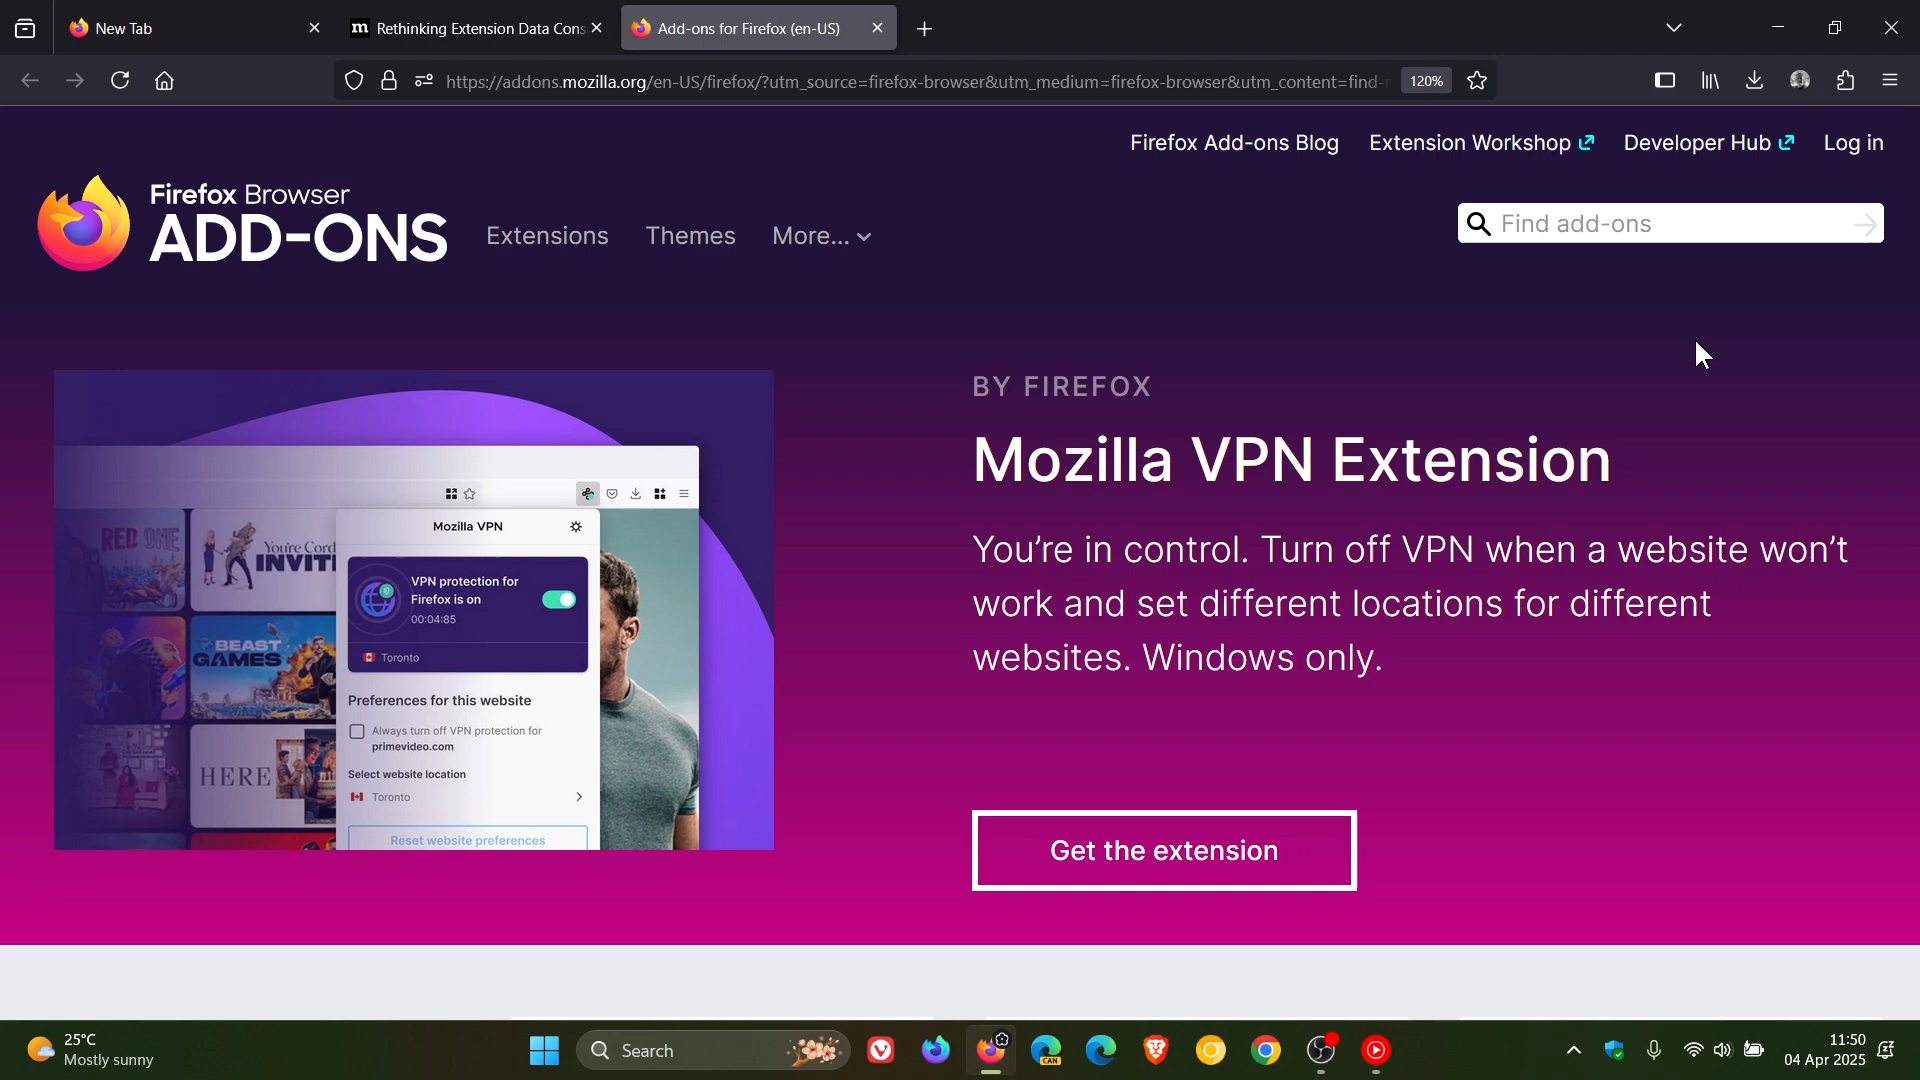 New Tab
Rethinking Extension Data Cons
Add-ons for Firefox (en-US)
https://addons.mozilla.org/en-US/firefox/?utm_source=firefox-browser&utm_medium=firefox-browser&utm_content=find-
120%
Firefox Add-ons Blog
Extension Workshop
Developer Hub
Log in
Firefox Browser
ADD-ONS
Extensions
Themes
More...
Find add-ons
BY FIREFOX
Mozilla VPN Extension
You're in control. Turn off VPN when a website won't
work and set different locations for different
websites. Windows only.
Get the extension
Mozilla VPN
VPN protection for
Firefox is on
00:04:85
Toronto
Preferences for this website
Always turn off VPN protection for
primevideo.com
Select website location
Toronto
Reset website preferences
RED ONE
You're Cord
INVIT
BEAST
GAMES
HERE
25°C
Mostly sunny
Search
CAN
11:50
04 Apr 2025